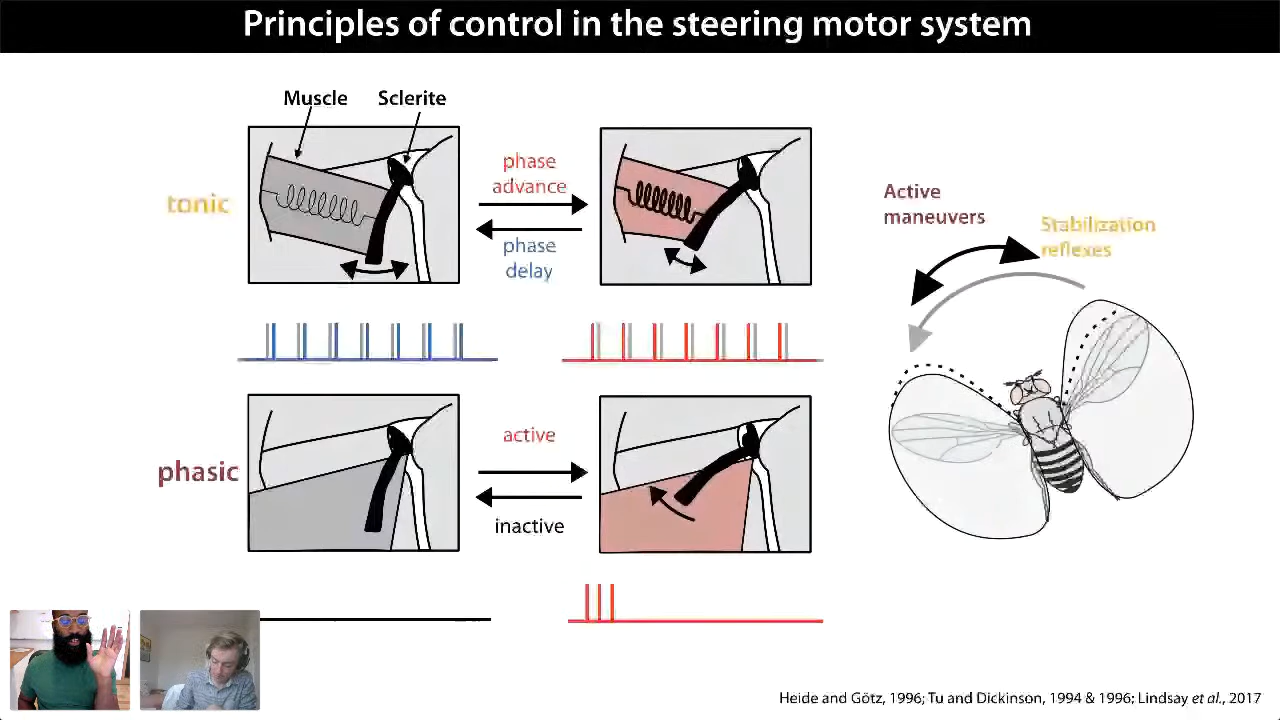 Principles of control in the steering motor system
Muscle
Sclerite
tonic
phase
advance
phase
delay
Active
maneuvers
Stabilization
reflexes
phasic
active
inactive
Heide and Götz, 1996; Tu and Dickinson, 1994 & 1996; Lindsay et al., 2017